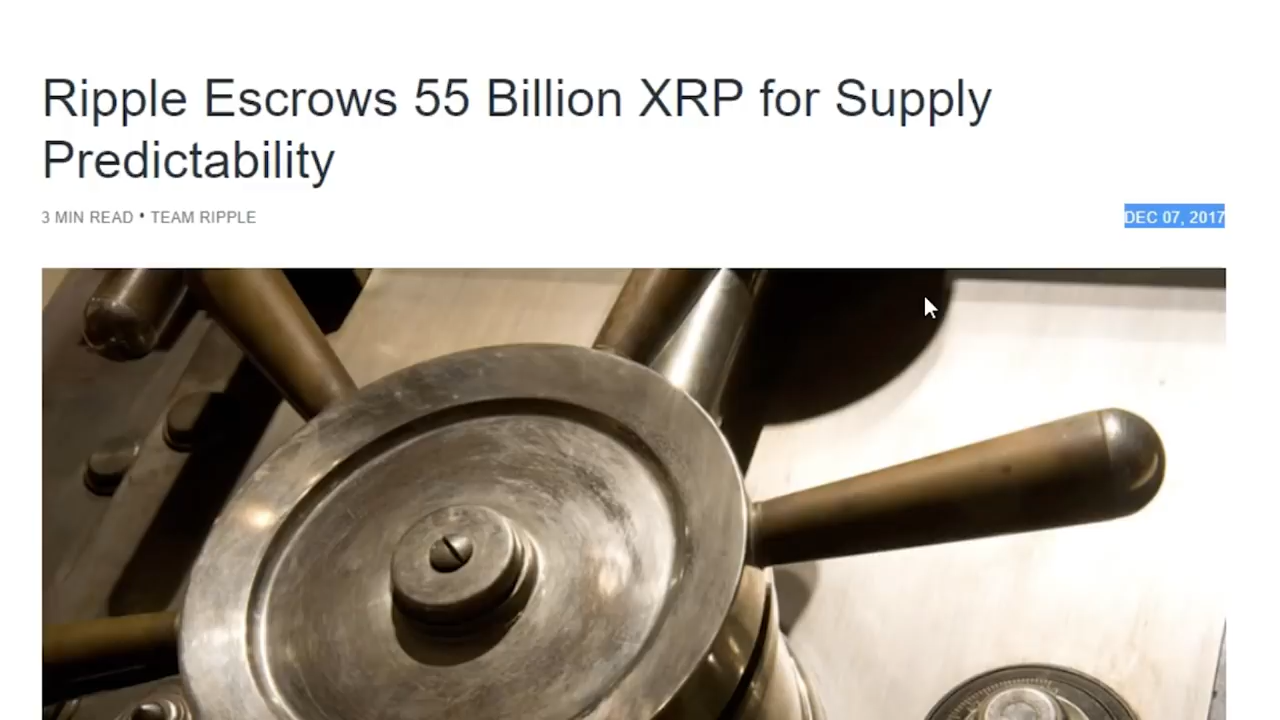 Ripple Escrows 55 Billion XRP for Supply
Predictability
3 MIN READ • TEAM RIPPLE
DEC 07, 2017